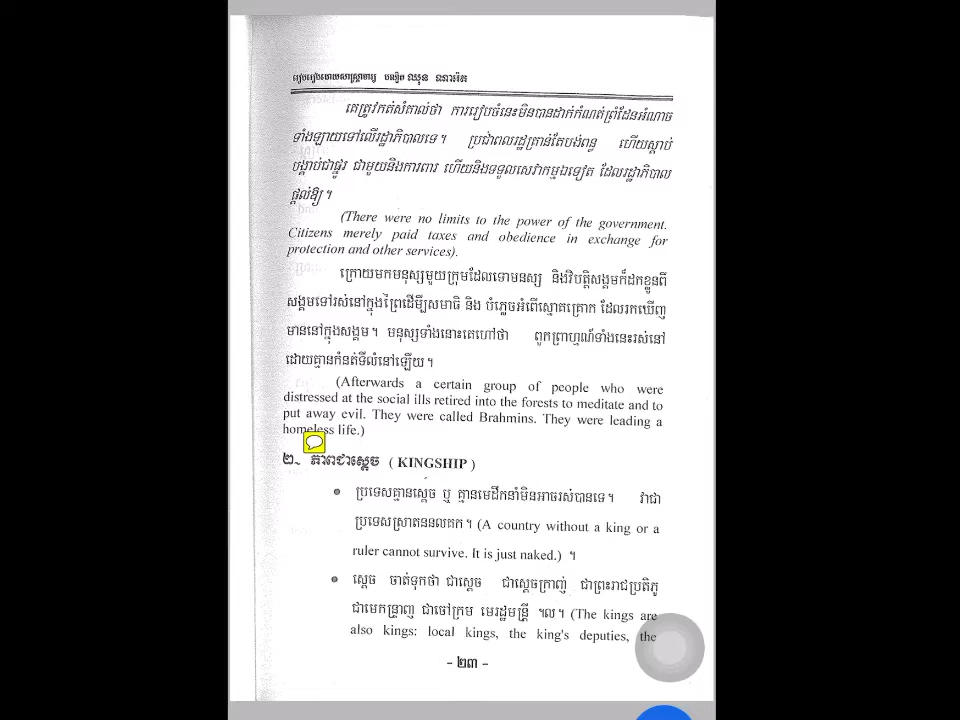 រៀបរៀងដោយសាស្ត្រាចារ្យ បណ្ឌិត ឈុន
គេត្រូវកត់សំគាល់ថា ការរៀបចំនេះមិនបានដាក់កំណត់ព្រំដែនអំណាច
ទាំងឡាយទៅលើរដ្ឋាភិបាលទេ។ ប្រជាពលរដ្ឋគ្រាន់តែបង់ពន្ធ ហើយស្តាប់
បង្គាប់ជាផ្លូវ ជាមួយនិងការពារ ហើយនិងទទួលសេវាកម្មឯទៀត ដែលរដ្ឋាភិបាល
ផ្តល់ឱ្យ។
(There were no limits to the power of the government.
Citizens merely paid taxes and obedience in exchange for
protection and other services).
ក្រោយមកមនុស្សមួយក្រុមដែលទោមនស្ស និងវិបត្តិសង្គមក៏ដកខ្លួនពី
សង្គមទៅរស់នៅក្នុងព្រៃដើម្បីសមាធិ និង បំភ្លេចអំពើស្មោគគ្រោក ដែលរកឃើញ
មាននៅក្នុងសង្គម។ មនុស្សទាំងនោះគេហៅថា ពួកព្រាហ្មណ៍ទាំងនេះរស់នៅ
ដោយគ្មានកំនត់ទីលំនៅឡើយ។
(Afterwards a certain group of people who were
distressed at the social ills retired into the forests to meditate and to
put away evil. They were called Brahmins. They were leading a
homeless life.)
២~ ភាពជាស្តេច ( KINGSHIP )
• ប្រទេសគ្មានស្តេច ឬ គ្មានមេដឹកនាំមិនអាចរស់បានទេ។ វាជា
ប្រទេសស្រាតននលគក។ (A country without a king or a
ruler cannot survive. It is just naked.) ។
• ស្តេច ចាត់ទុកថា ជាស្តេច ជាស្តេចក្រាញ់ ជាព្រះរាជប្រតិភូ
ជាមេកន្ទ្រាញ ជាចៅក្រម មេរដ្ឋមន្ត្រី ។ល។ (The kings are
also kings: local kings, the king's deputies, the
- ២៣ -